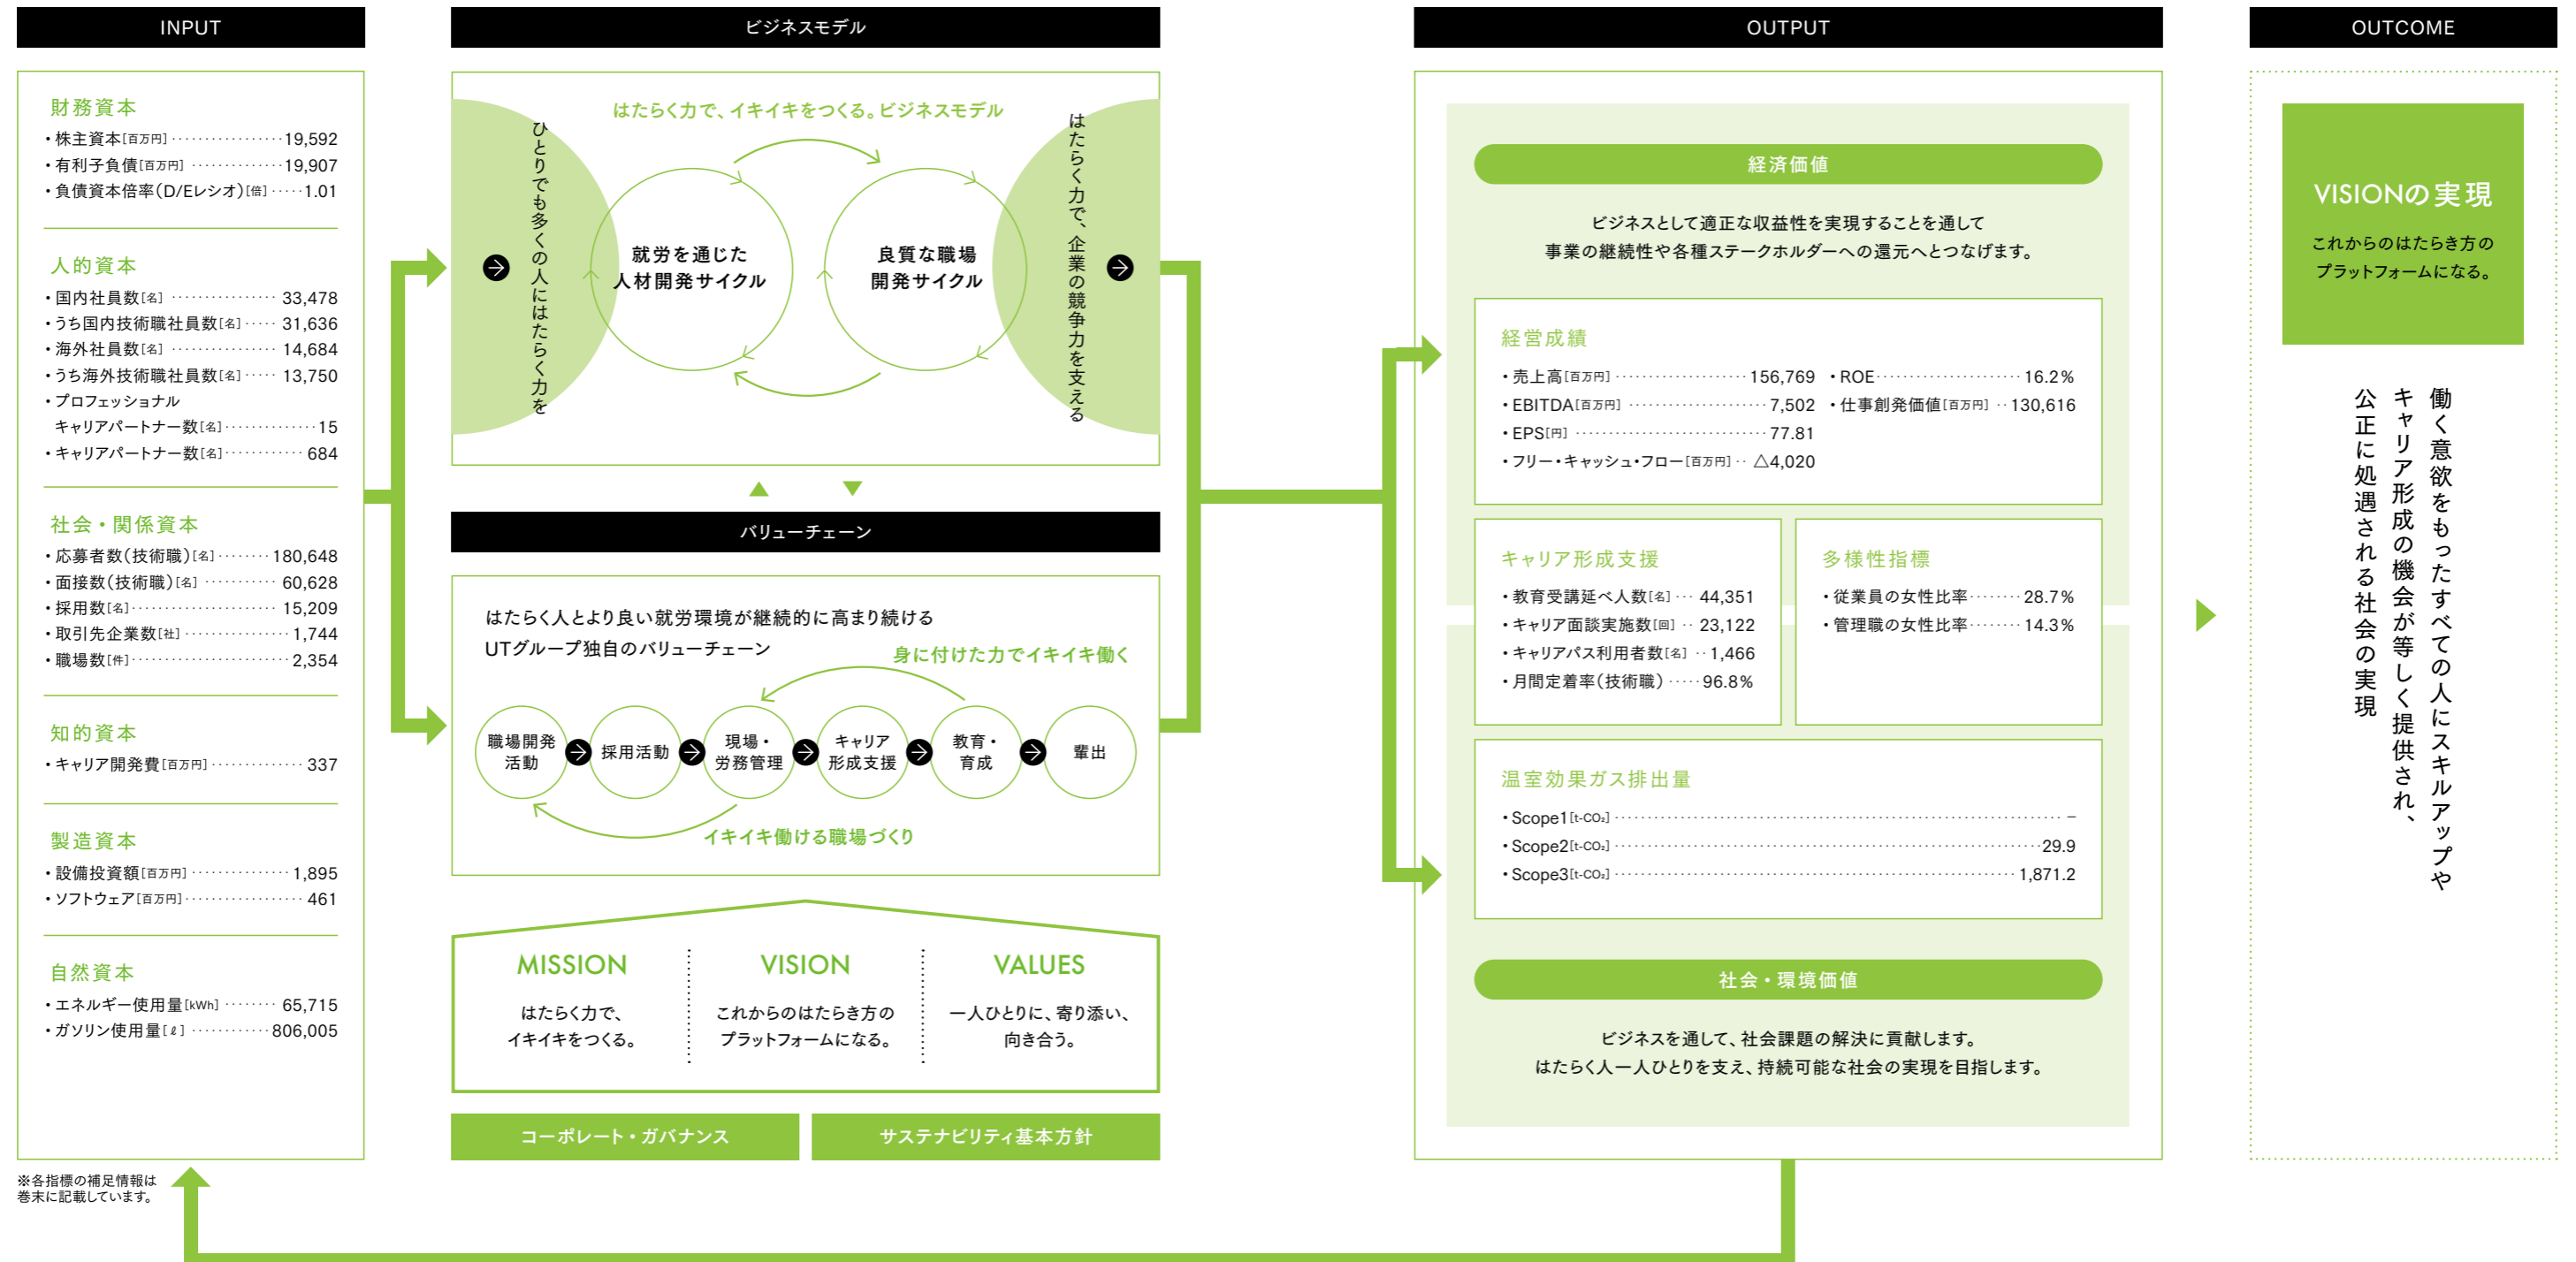 INPUT
財務資本
・株主資本[百万円] ················· 19,592
・有利子負債[百万円] ·············· 19,907
・負債資本倍率(D/Eレシオ)[倍] ····· 1.01
人的資本
・国内社員数[名] ················ 33,478
・うち国内技術職社員数[名] ····· 31,636
・海外社員数[名] ················ 14,684
・うち海外技術職社員数[名] ····· 13,750
・プロフェッショナル
キャリアパートナー数[名] ·············· 15
・キャリアパートナー数[名] ············ 684
社会・関係資本
・応募者数(技術職)[名] ········ 180,648
・面接数(技術職)[名] ··········· 60,628
・採用数[名] ······················ 15,209
・取引先企業数[社] ················ 1,744
・職場数[件] ························ 2,354
知的資本
・キャリア開発費[百万円] ·············· 337
製造資本
・設備投資額[百万円] ··············· 1,895
・ソフトウェア[百万円] ·················· 461
自然資本
・エネルギー使用量[kWh] ········ 65,715
・ガソリン使用量[ℓ] ············ 806,005
※各指標の補足情報は
巻末に記載しています。
ビジネスモデル
はたらく力で、イキイキをつくる。ビジネスモデル
ひとりでも多くの人にはたらく力を
就労を通じた
人材開発サイクル
良質な職場
開発サイクル
はたらく力で、企業の競争力を支える
バリューチェーン
はたらく人とより良い就労環境が継続的に高まり続ける
UTグループ独自のバリューチェーン
身に付けた力でイキイキ働く
職場開発
活動
採用活動
現場・
労務管理
キャリア
形成支援
教育・
育成
輩出
イキイキ働ける職場づくり
MISSION
はたらく力で、
イキイキをつくる。
VISION
これからのはたらき方の
プラットフォームになる。
VALUES
一人ひとりに、寄り添い、
向き合う。
コーポレート・ガバナンス
サステナビリティ基本方針
OUTPUT
経済価値
ビジネスとして適正な収益性を実現することを通して
事業の継続性や各種ステークホルダーへの還元へとつなげます。
経営成績
・売上高[百万円] ···················· 156,769
・EBITDA[百万円] ····················· 7,502
・EPS[円] ····························· 77.81
・フリー・キャッシュ・フロー[百万円] ·· △4,020
・ROE ······················ 16.2%
・仕事創発価値[百万円] ·· 130,616
キャリア形成支援
・教育受講延べ人数[名] ··· 44,351
・キャリア面談実施数[回] ·· 23,122
・キャリアパス利用者数[名] ·· 1,466
・月間定着率(技術職) ····· 96.8%
多様性指標
・従業員の女性比率 ········ 28.7%
・管理職の女性比率 ········ 14.3%
温室効果ガス排出量
・Scope1[t-CO₂] ···································· −
・Scope2[t-CO₂] ································ 29.9
・Scope3[t-CO₂] ····························· 1,871.2
社会・環境価値
ビジネスを通して、社会課題の解決に貢献します。
はたらく人一人ひとりを支え、持続可能な社会の実現を目指します。
OUTCOME
VISIONの実現
これからのはたらき方の
プラットフォームになる。
働く意欲をもったすべての人にスキルアップや
キャリア形成の機会が等しく提供され、
公正に処遇される社会の実現